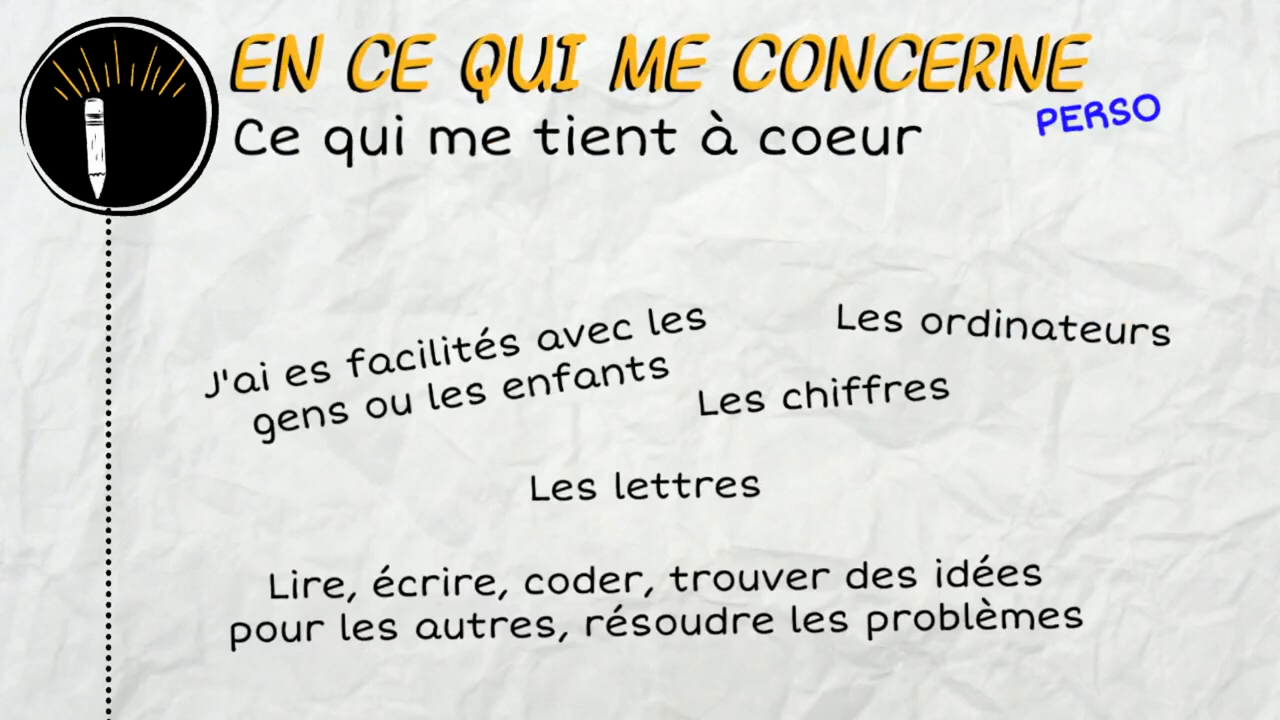 EN CE QUI ME CONCERNE
Ce qui me tient à coeur
PERSO
J'ai es facilités avec les
gens ou les enfants
Les ordinateurs
Les chiffres
Les lettres
Lire, écrire, coder, trouver des idées
pour les autres, résoudre les problèmes